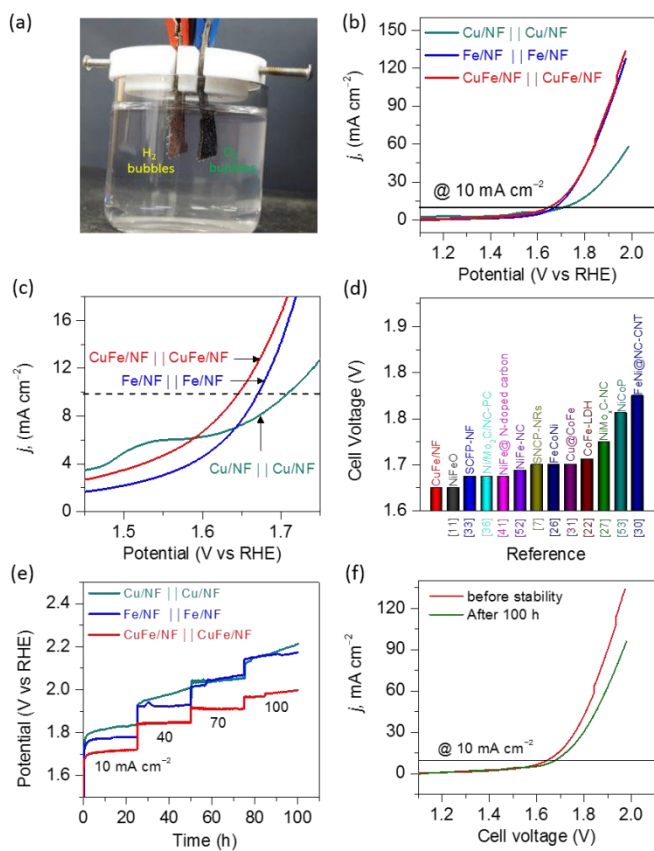 (a)
H₂
bubbles
O₂
bubbles
(b)
Cu/NF || Cu/NF
Fe/NF || Fe/NF
CuFe/NF || CuFe/NF
@ 10 mA cm⁻²
j, (mA cm⁻²)
150
120
90
60
30
0
1.2 1.4 1.6 1.8 2.0
Potential (V vs RHE)
(c)
CuFe/NF || CuFe/NF
Fe/NF || Fe/NF
Cu/NF || Cu/NF
j, (mA cm⁻²)
16
12
8
4
0
1.5 1.6 1.7
Potential (V vs RHE)
(d)
Cell Voltage (V)
1.9
1.8
1.7
1.6
CuFe/NF
NiFeO
SCFP-NF
Ni/Mo₂C/NC-PC
NiFe@ N-doped carbon
NiFe-NC
SNCP-NRs
FeCoNi
Cu@CoFe
CoFe-LDH
NiMoₓC-NC
NiCoP
FeNi@NC-CNT
[11] [33] [36] [41] [52] [7] [26] [31] [22] [27] [53] [30]
Reference
(e)
Cu/NF || Cu/NF
Fe/NF || Fe/NF
CuFe/NF || CuFe/NF
10 mA cm⁻²
40
70
100
Potential (V vs RHE)
2.4
2.2
2.0
1.8
1.6
0 20 40 60 80 100
Time (h)
(f)
before stability
After 100 h
@ 10 mA cm⁻²
j, mA cm⁻²
120
90
60
30
0
1.2 1.4 1.6 1.8 2.0
Cell voltage (V)